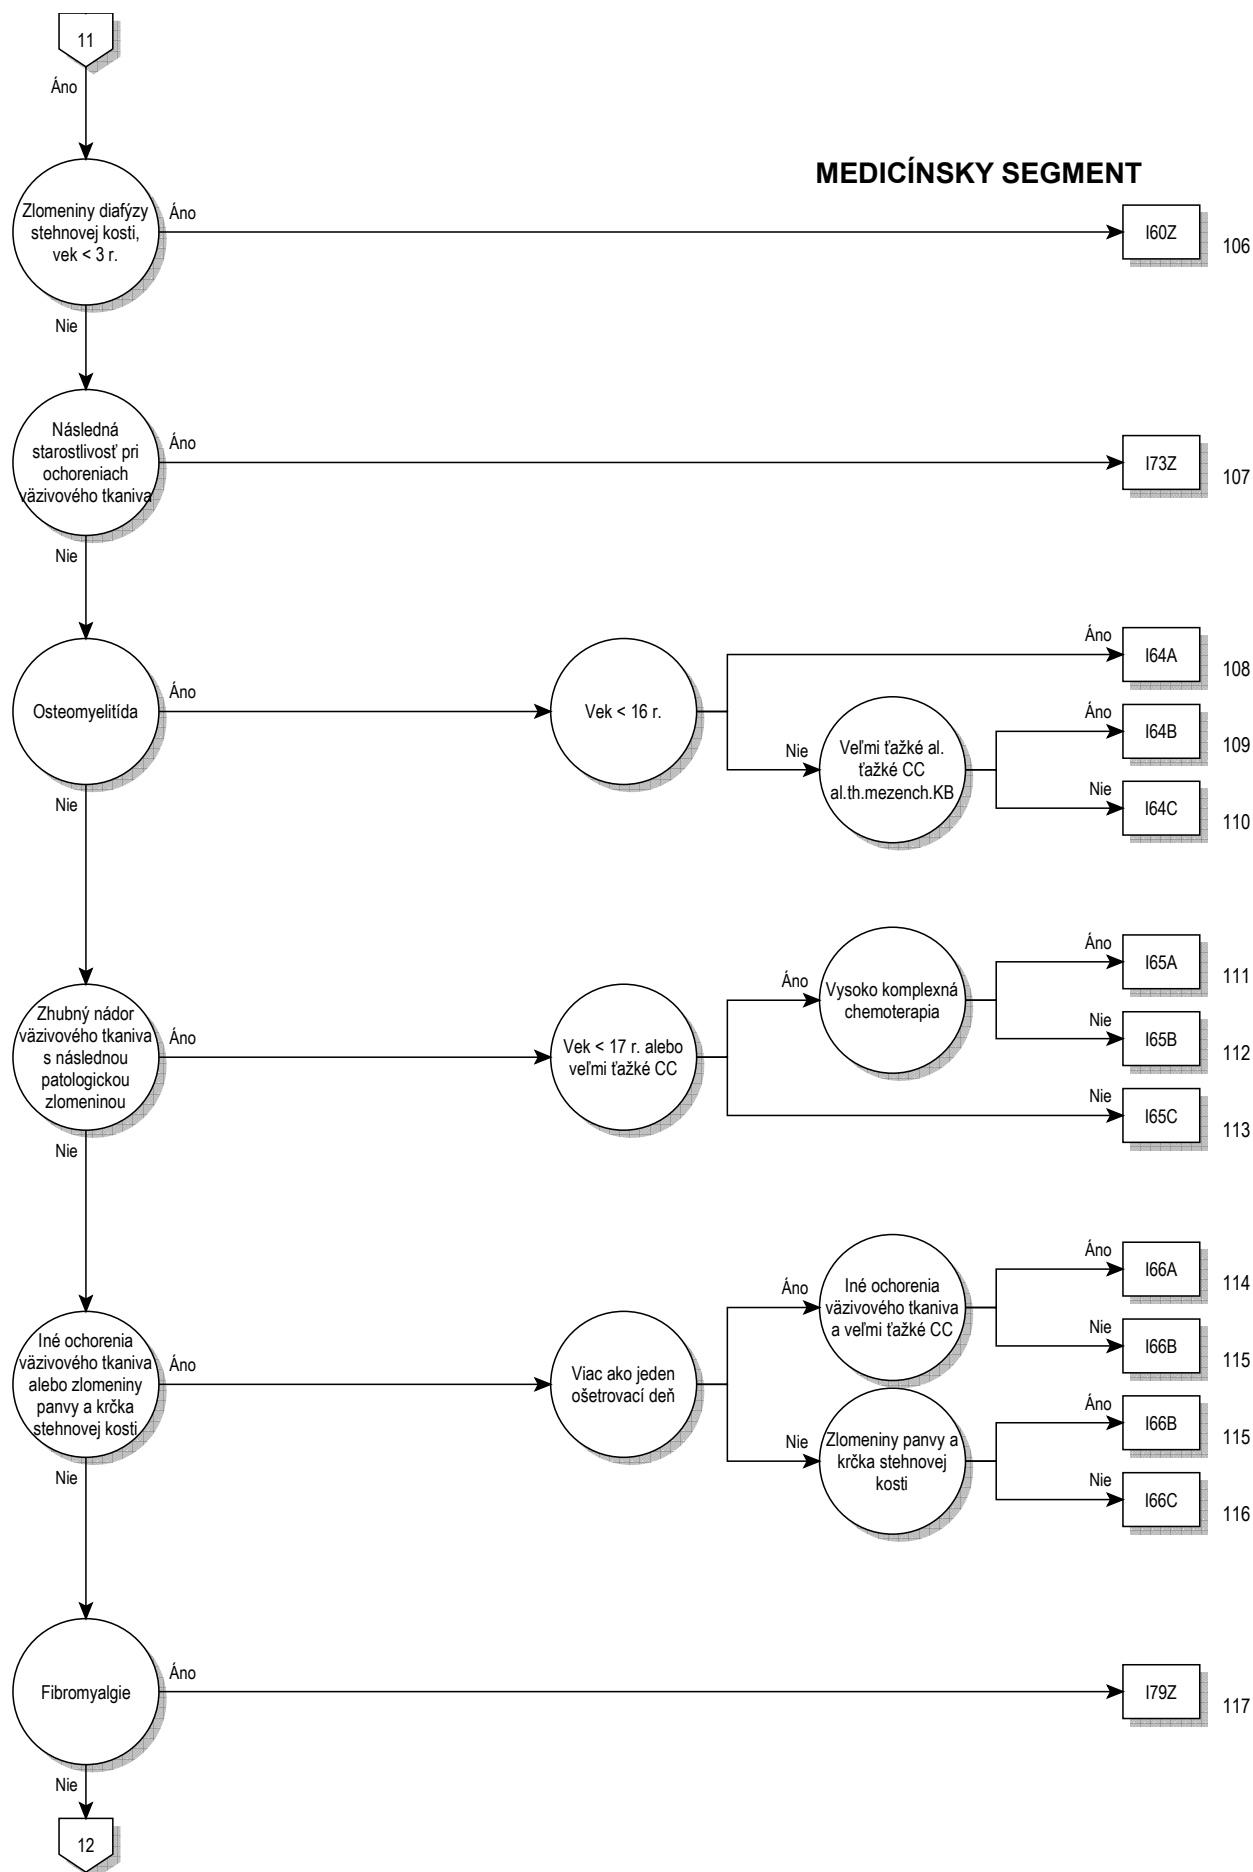 11
Áno
MEDICÍNSKY SEGMENT
Zlomeniny diafýzy
stehnovej kosti,
vek < 3 r.
Áno
I60Z
106
Nie
Následná
starostlivosť pri
ochoreniach
väzivového tkaniva
Áno
I73Z
107
Nie
Osteomyelitída
Áno
Vek < 16 r.
Áno
I64A
108
Nie
Veľmi ťažké al.
ťažké CC
al.th.mezench.KB
Áno
I64B
109
Nie
I64C
110
Nie
Zhubný nádor
väzivového tkaniva
s následnou
patologickou
zlomeninou
Áno
Vek < 17 r. alebo
veľmi ťažké CC
Áno
Vysoko komplexná
chemoterapia
Áno
I65A
111
Nie
I65B
112
Nie
I65C
113
Nie
Iné ochorenia
väzivového tkaniva
alebo zlomeniny
panvy a krčka
stehnovej kosti
Áno
Viac ako jeden
ošetrovací deň
Áno
Iné ochorenia
väzivového tkaniva
a veľmi ťažké CC
Áno
I66A
114
Nie
I66B
115
Nie
Zlomeniny panvy a
krčka stehnovej
kosti
Áno
I66B
115
Nie
I66C
116
Nie
Fibromyalgie
Áno
I79Z
117
Nie
12